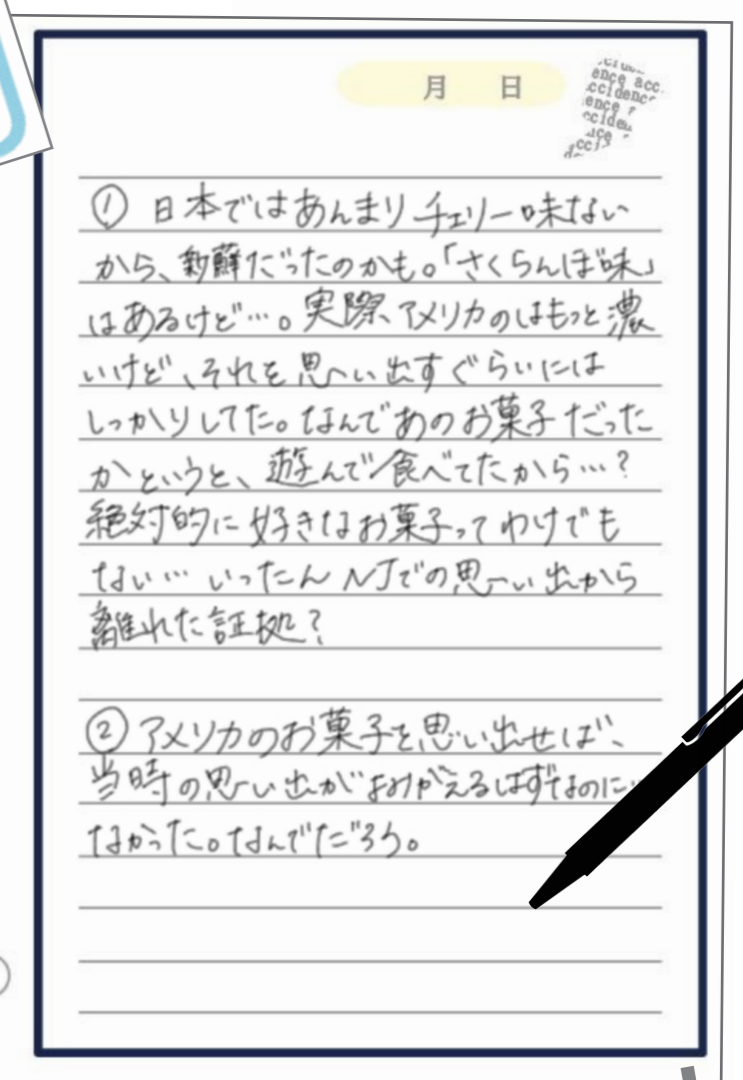 月 日
① 日本ではあんまりチェリー味ない
から、新鮮だったのかも。「さくらんぼ味」
はあるけど…。実際アメリカのはもっと濃
いけど、それを思い出すぐらいには
しっかりしてた。なんであのお菓子だった
かというと、遊んで食べてたから…?
絶対的に好きなお菓子ってわけでも
ない… いったん NJでの思い出から
離れた証拠?
② アメリカのお菓子を思い出せば、
当時の思い出がよみがえるはずなのに…
なかった。なんでだろう。